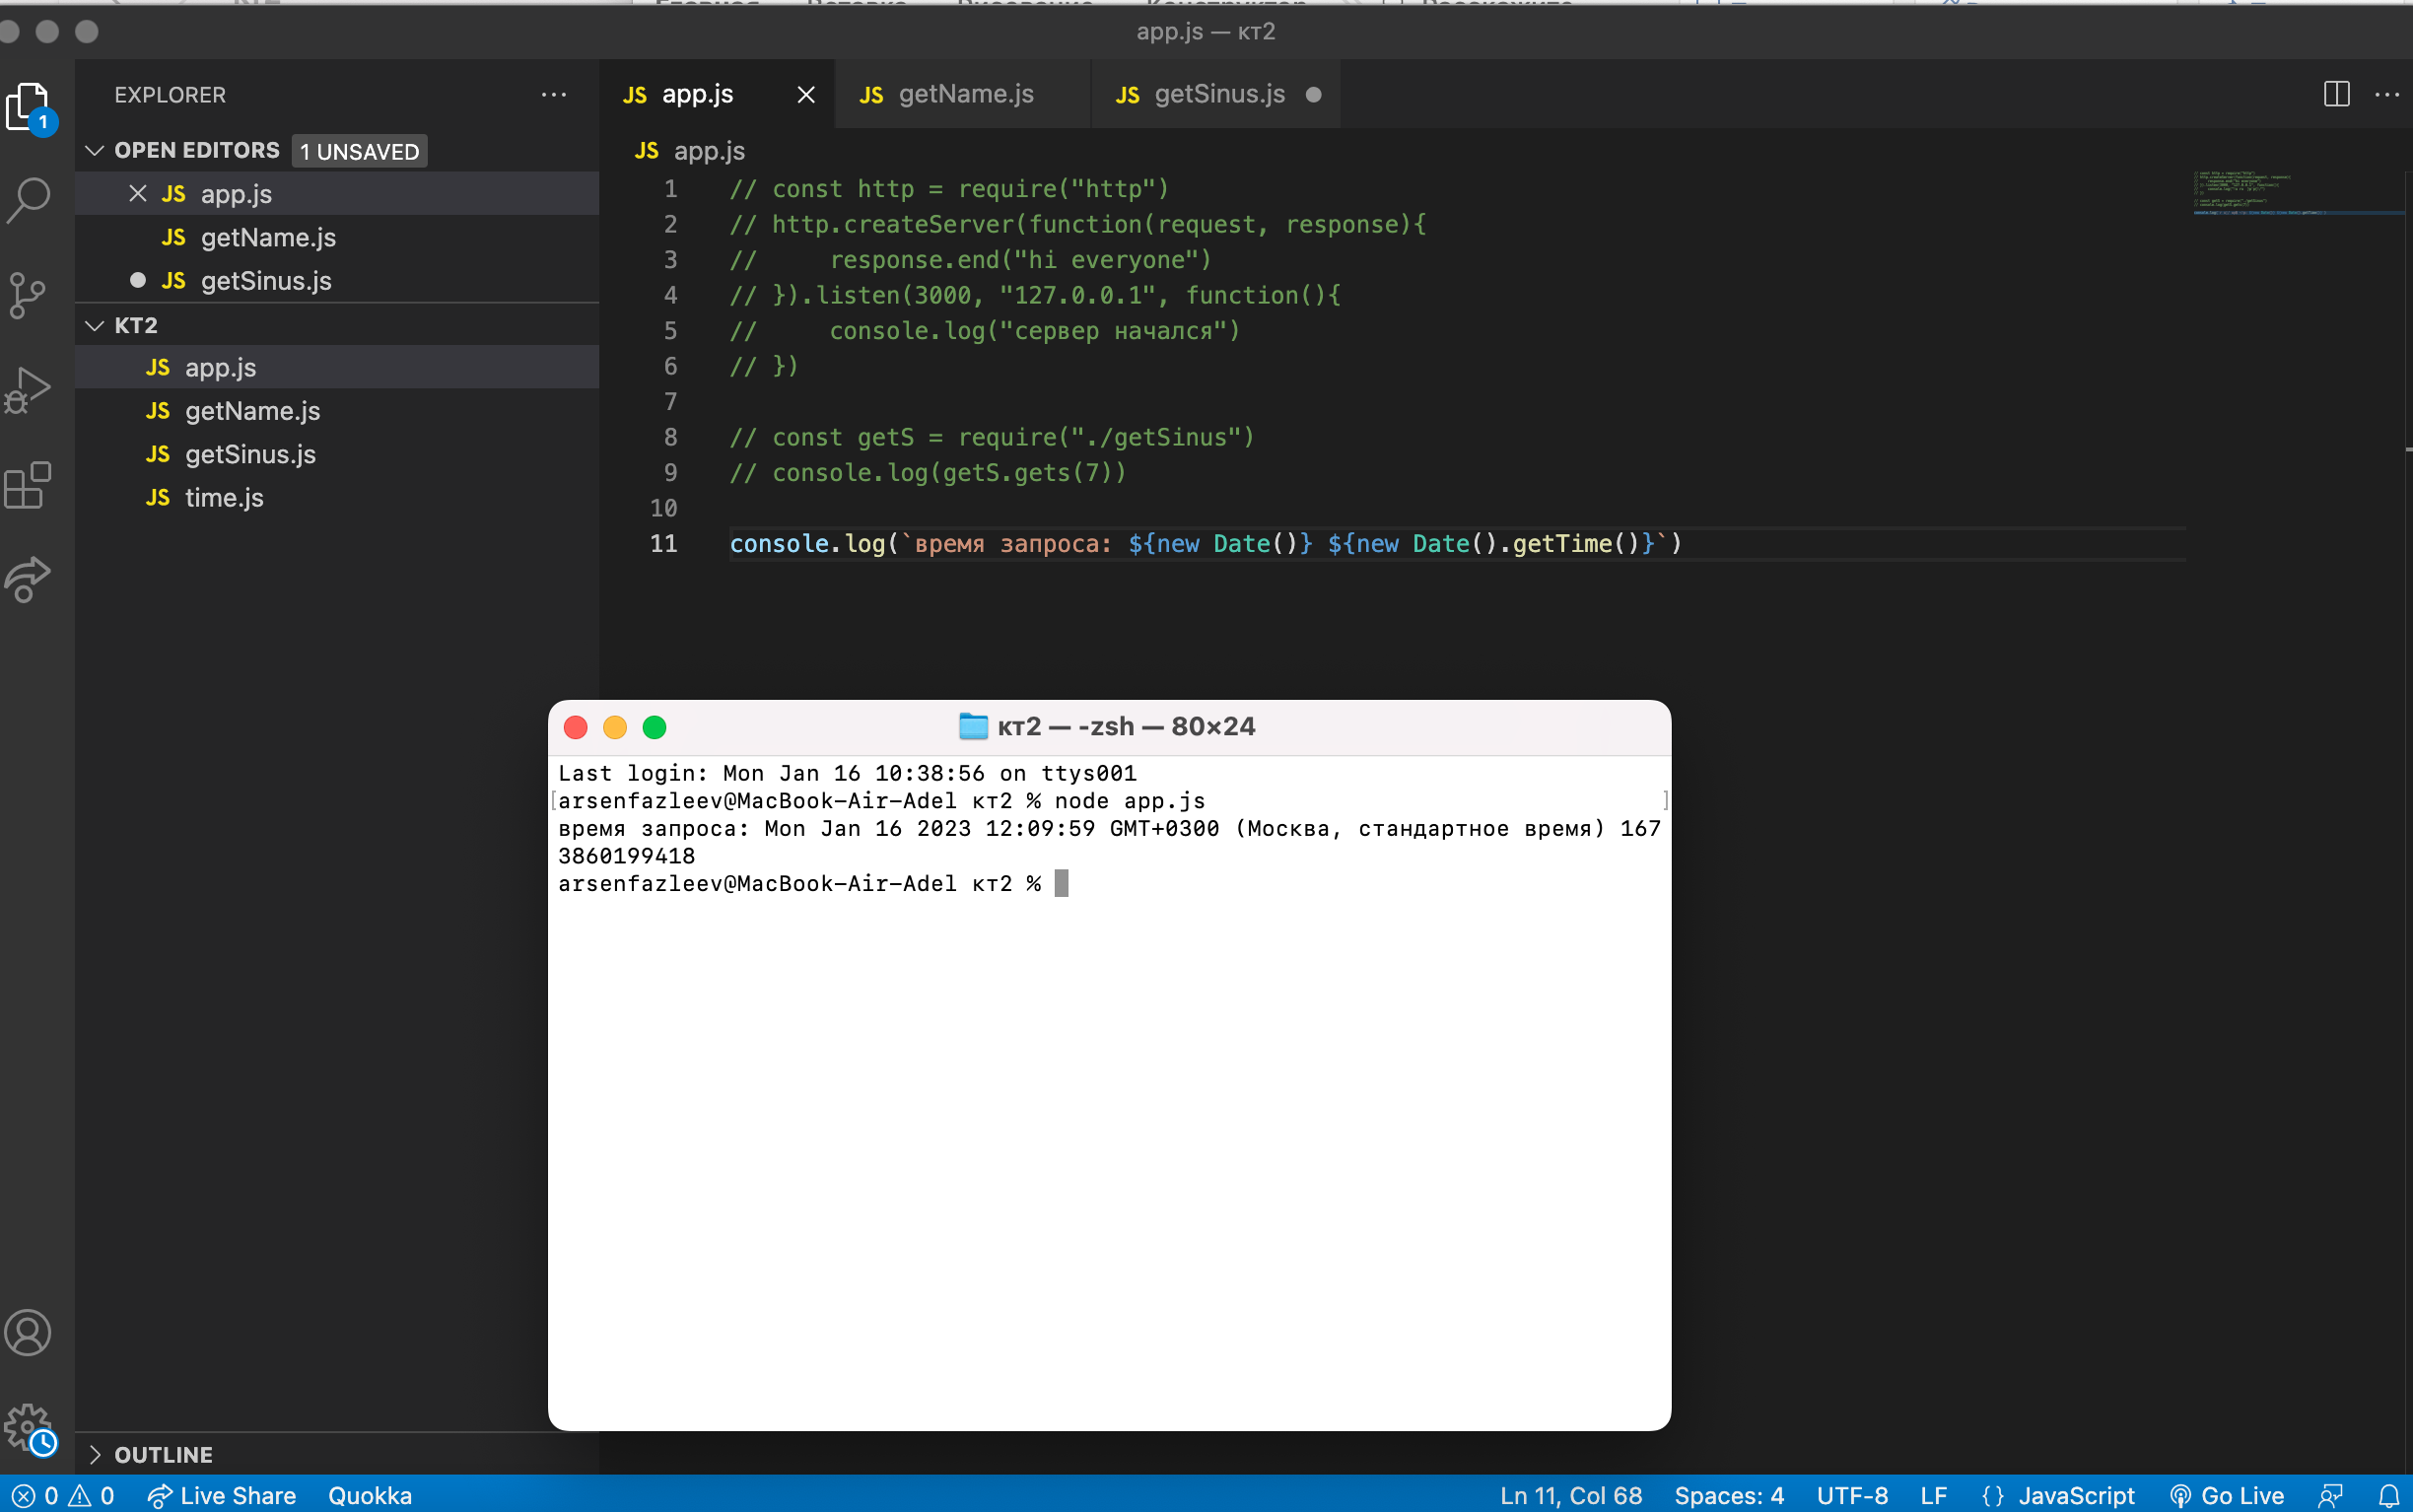 app.js — кт2
EXPLORER
1
OPEN EDITORS 1 UNSAVED
JS app.js
JS getName.js
JS getSinus.js
KT2
JS app.js
JS getName.js
JS getSinus.js
JS time.js
OUTLINE
JS app.js
JS getName.js
JS getSinus.js
JS app.js
1 // const http = require("http")
2 // http.createServer(function(request, response){
3 //     response.end("hi everyone")
4 // }).listen(3000, "127.0.0.1", function(){
5 //     console.log("сервер начался")
6 // })
7
8 // const getS = require("./getSinus")
9 // console.log(getS.gets(7))
10
11 console.log(`время запроса: ${new Date()} ${new Date().getTime()}`)
кт2 — -zsh — 80×24
Last login: Mon Jan 16 10:38:56 on ttys001
[arsenfazleev@MacBook-Air-Adel кт2 % node app.js ]
время запроса: Mon Jan 16 2023 12:09:59 GMT+0300 (Москва, стандартное время) 167
3860199418
arsenfazleev@MacBook-Air-Adel кт2 %
0 0 Live Share Quokka Ln 11, Col 68 Spaces: 4 UTF-8 LF {} JavaScript Go Live